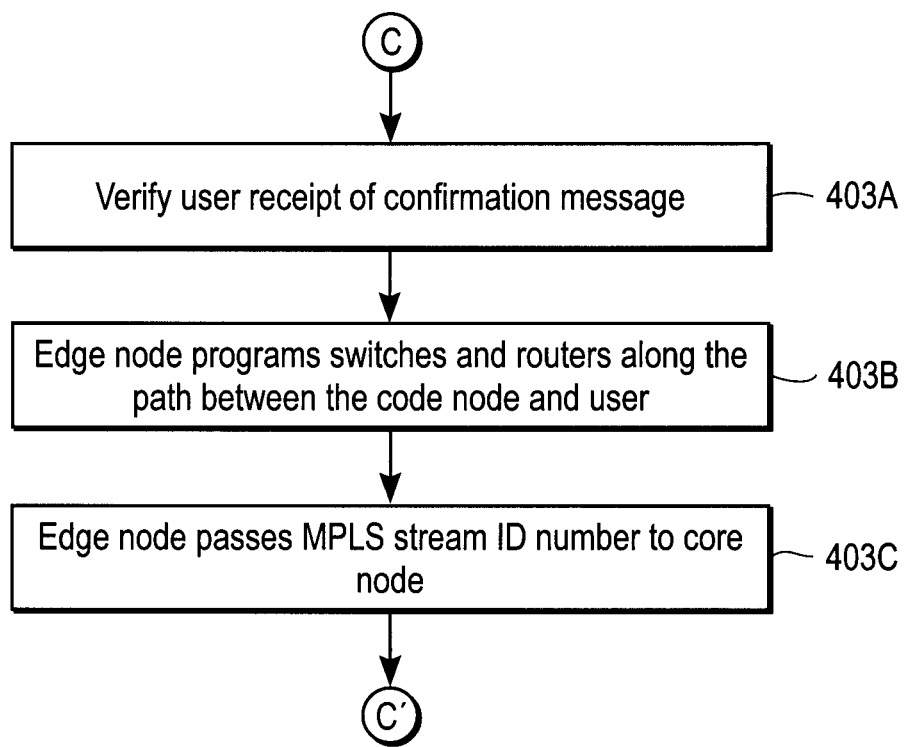 C
Verify user receipt of confirmation message
403A
Edge node programs switches and routers along the
path between the code node and user
403B
Edge node passes MPLS stream ID number to core
node
403C
C´